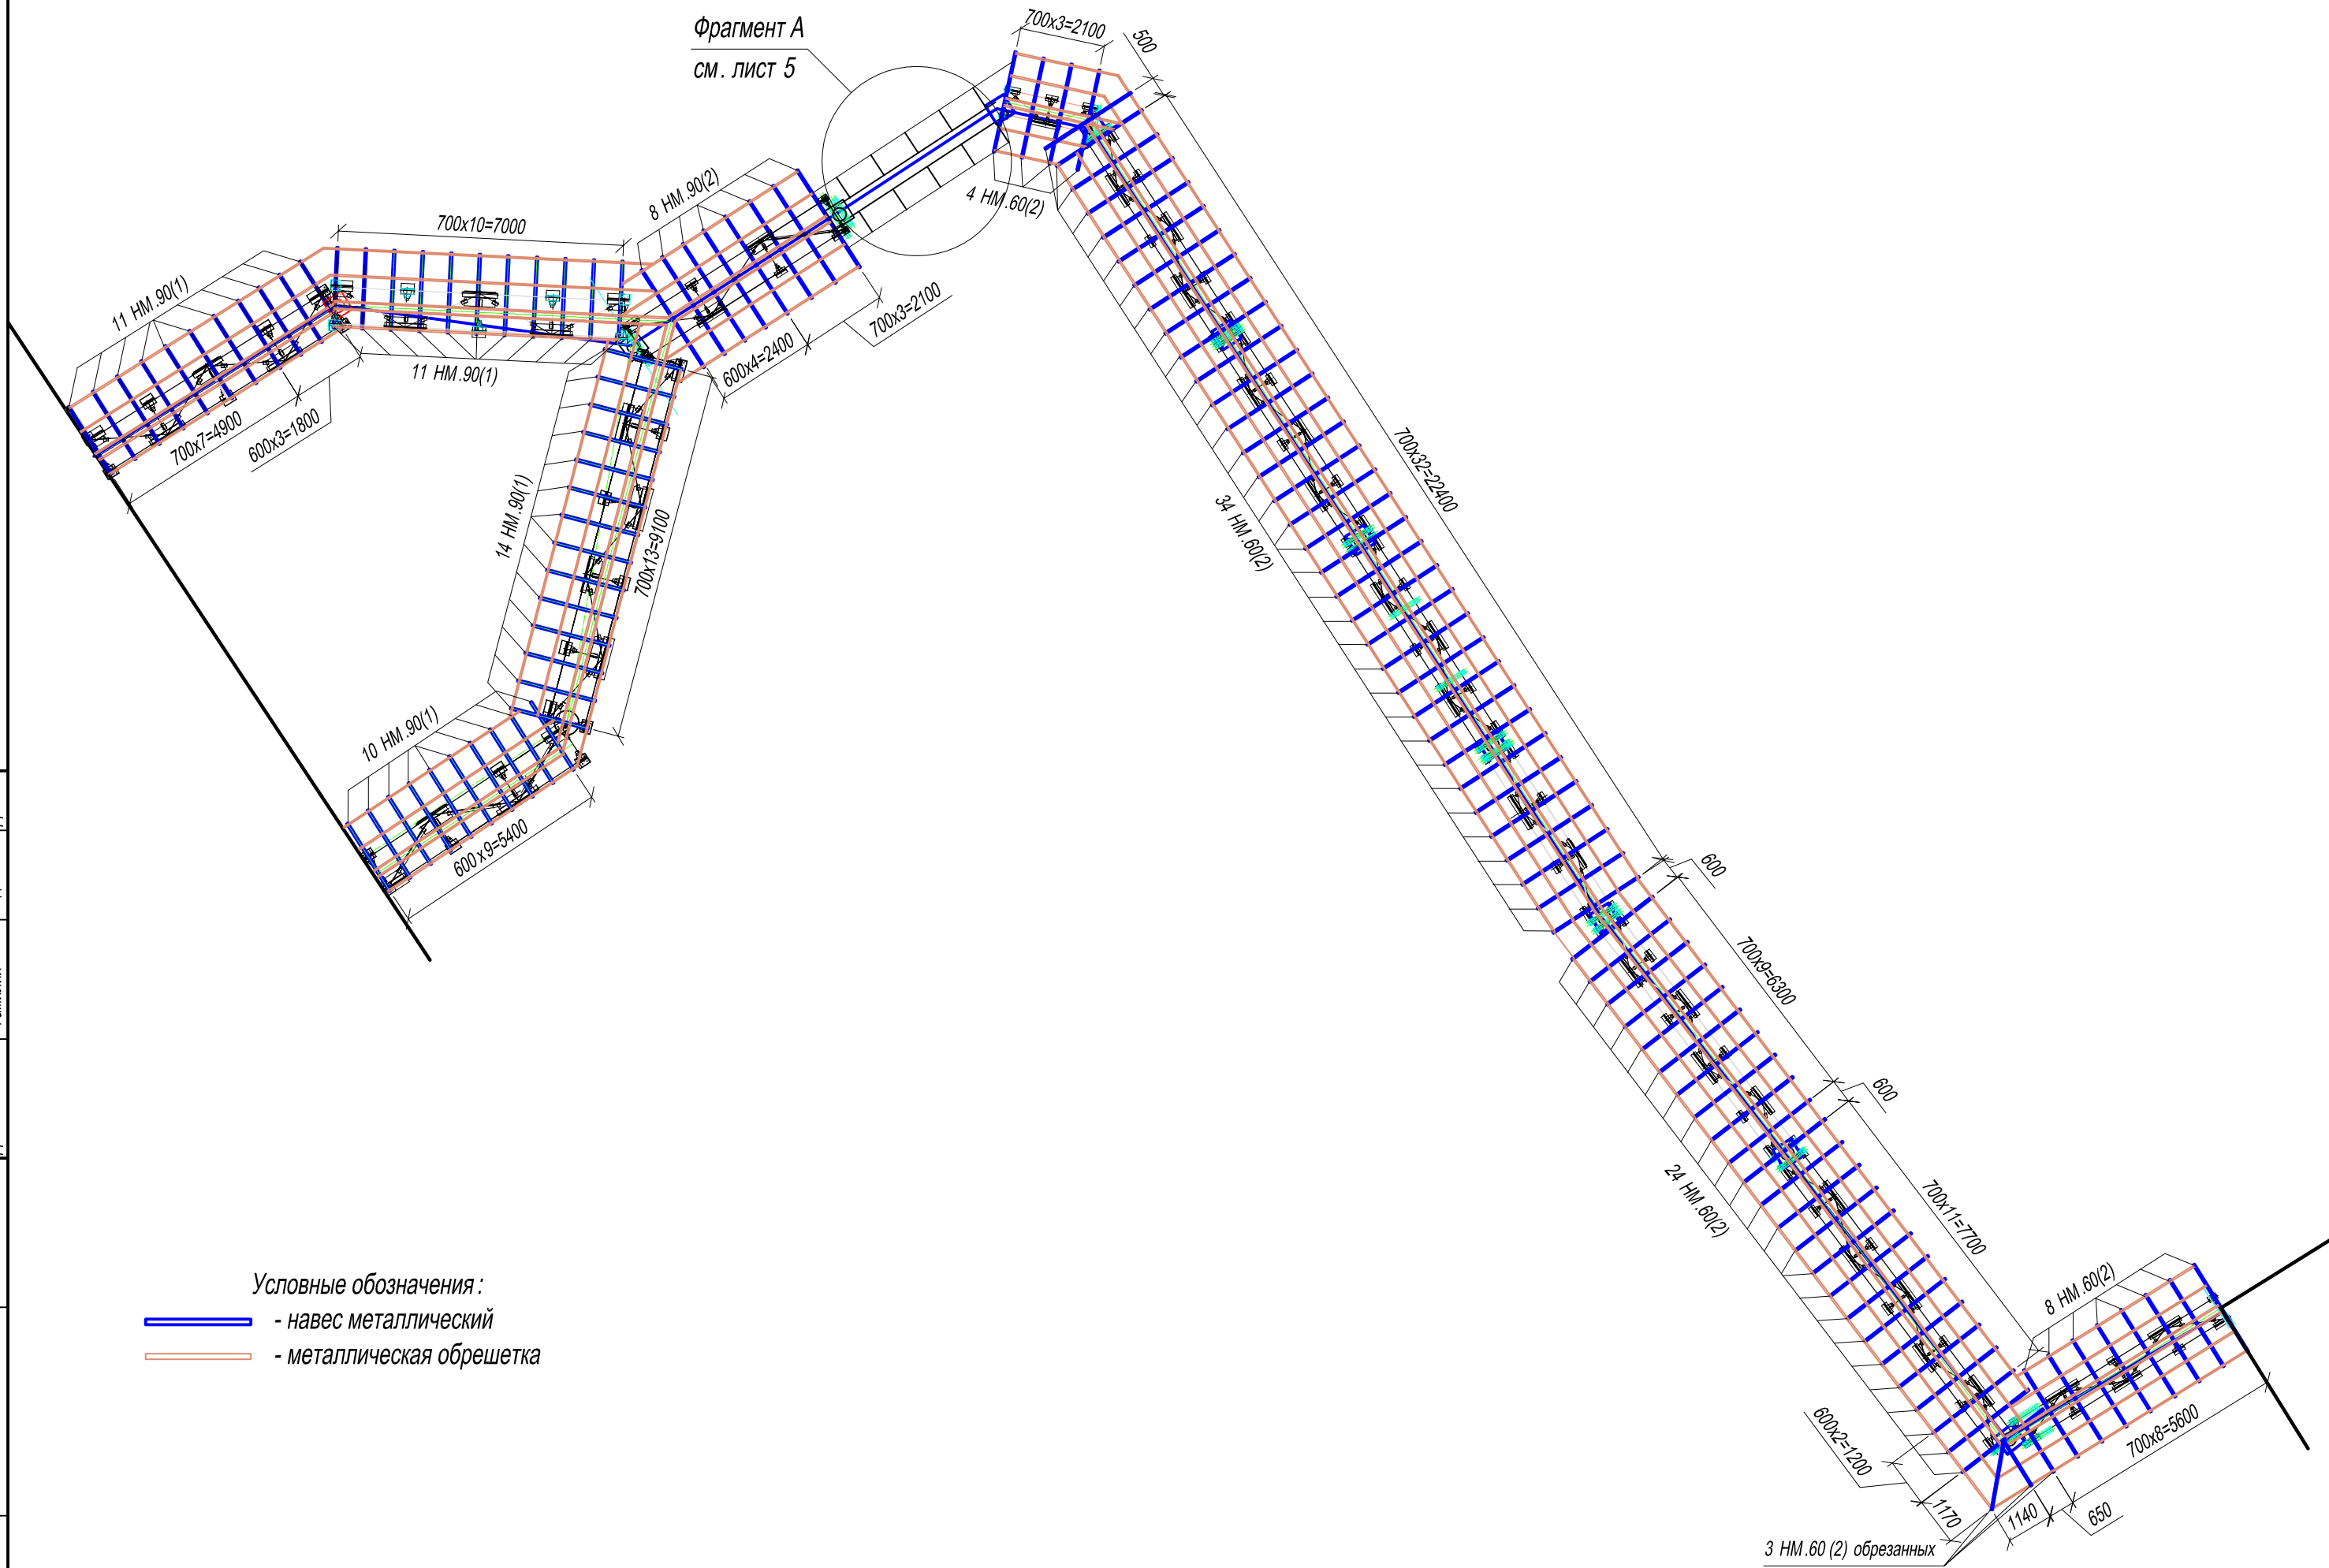 Фрагмент А
см. лист 5
700х3=2100
500
8 НМ.90(2)
4 НМ.60(2)
700х10=7000
11 НМ.90(1)
11 НМ.90(1)
700х3=2100
600х4=2400
700х7=4900
600х3=1800
14 НМ.90(1)
700х13=9100
700х32=22400
34 НМ.60(2)
10 НМ.90(1)
600х9=5400
600
700х9=6300
600
24 НМ.60(2)
700х11=7700
8 НМ.60(2)
Условные обозначения:
- навес металлический
- металлическая обрешетка
600х2=1200
700х8=5600
1170
1140
650
3 НМ.60 (2) обрезанных